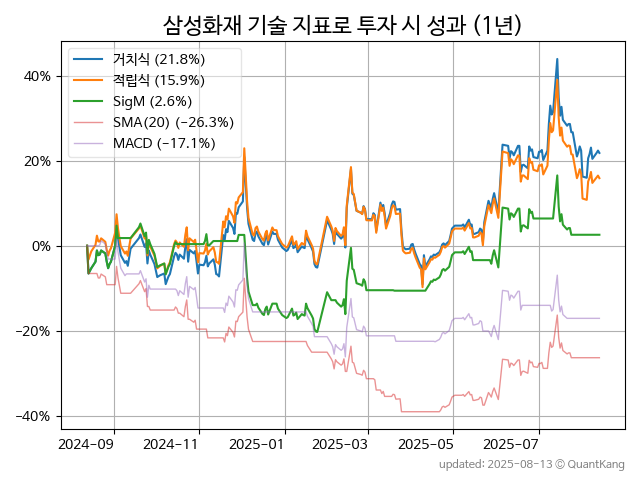 삼성화재 기술 지표로 투자 시 성과 (1년)
거치식 (21.8%)
적립식 (15.9%)
SigM (2.6%)
SMA(20) (−26.3%)
MACD (−17.1%)
40%
20%
0%
−20%
−40%
2024-09 2024-11 2025-01 2025-03 2025-05 2025-07
updated: 2025-08-13 © QuantKang